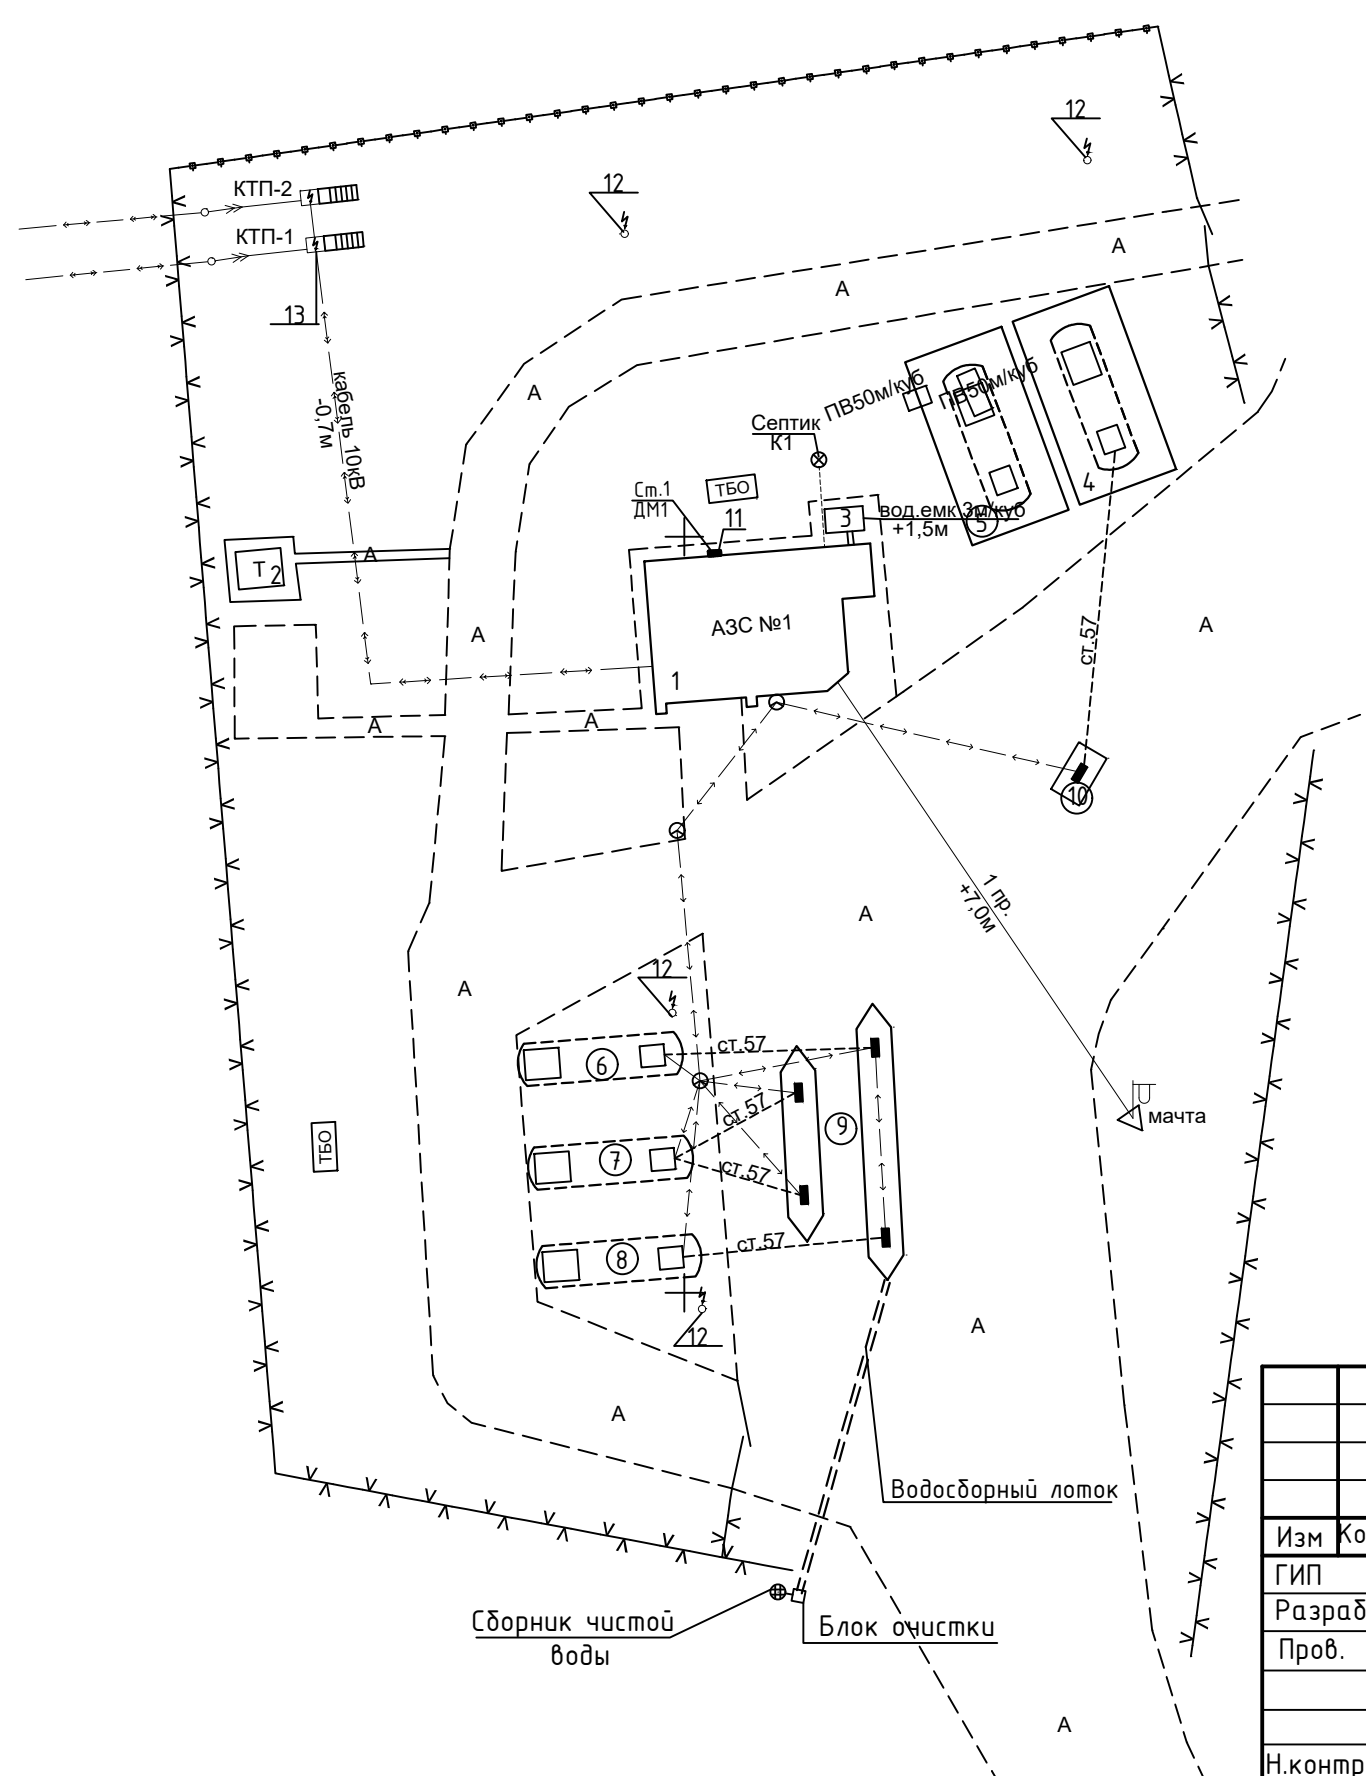 12
12
КТП-2
КТП-1
13
А
А
А
кабель 10кВ
-0,7м
ПВ50м/куб
ПВ50м/куб
Септик
К1
4
5
Ст.1
ДМ1
ТБО
11
3
вод.емк 3м/куб
+1,5м
А
Т 2
АЗС №1
А
А
ст.57
1
А
А
10
1 пр.
+7,0м
А
12
А
ст.57
6
ст.57
9
мачта
ТБО
7
ст.57
8
ст.57
12
А
А
Водосборный лоток
Сборник чистой
воды
Блок очистки
А
Изм
ГИП
Разраб
Пров.
Н.контр